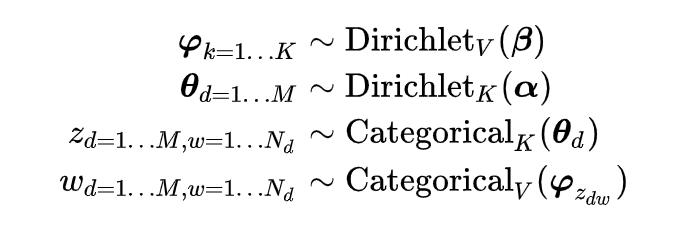 𝝋ₖ₌₁…K ∼ Dirichlet_V(𝜷)
𝜽_{d=1…M} ∼ Dirichlet_K(𝜶)
z_{d=1…M,w=1…N_d} ∼ Categorical_K(𝜽_d)
w_{d=1…M,w=1…N_d} ∼ Categorical_V(𝝋_{z_{dw}})